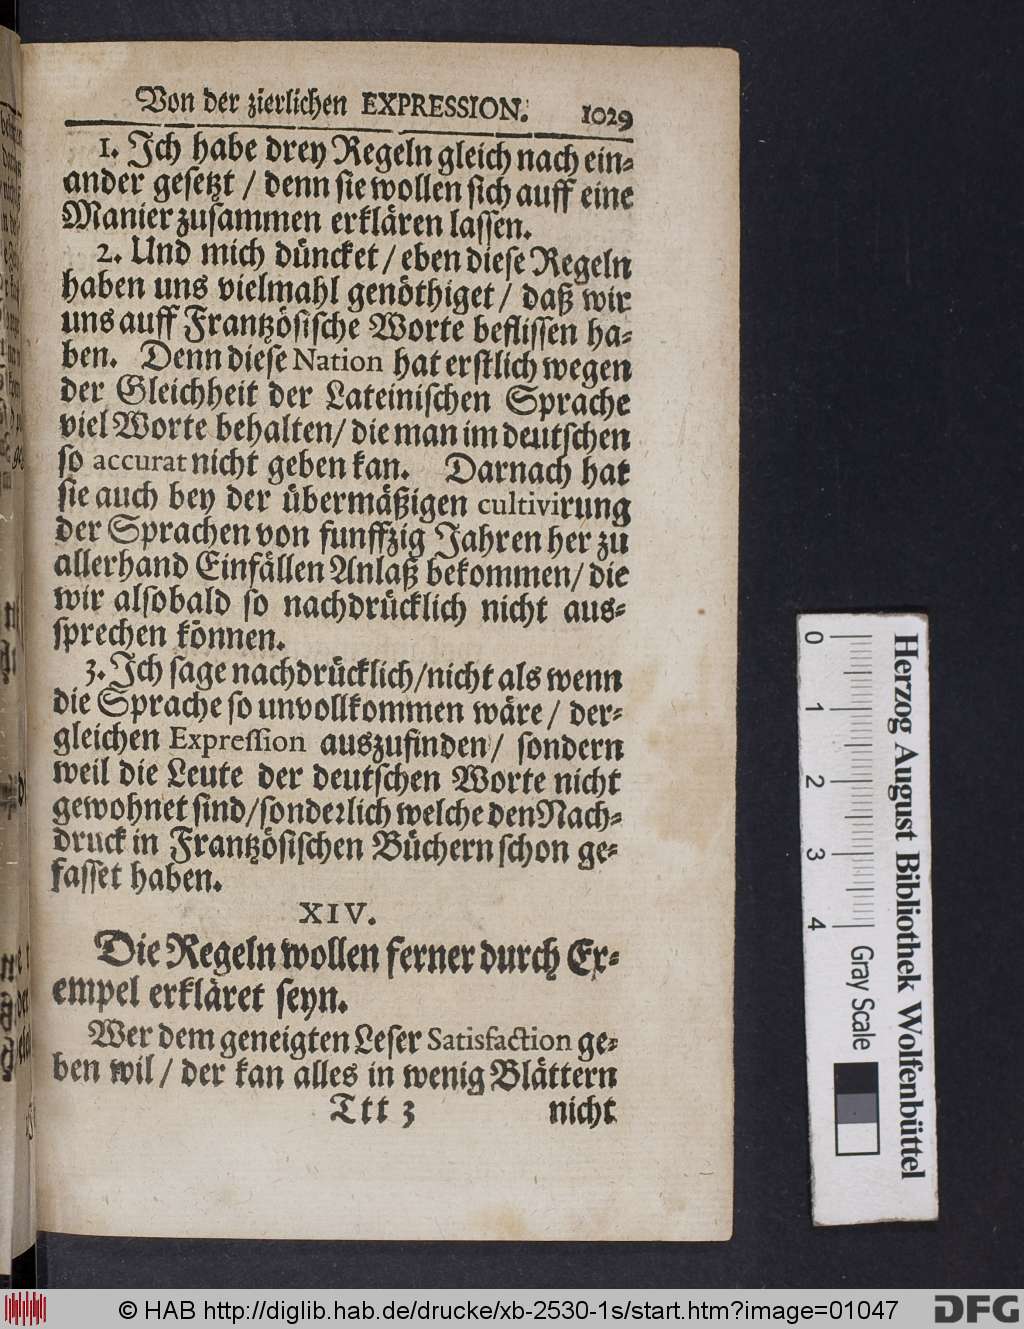 Von der zierlichen EXPRESSION. 1029
1. Ich habe drey Regeln gleich nach ein-
ander gesetzt / denn sie wollen sich auff eine
Manier zusammen erklären lassen.
2. Und mich düncket / eben diese Regeln
haben uns vielmahl genöthiget / daß wir
uns auff Frantzösische Worte beflissen ha-
ben. Denn diese Nation hat erstlich wegen
der Gleichheit der Lateinischen Sprache
viel Worte behalten / die man im deutschen
so accurat nicht geben kan. Darnach hat
sie auch bey der übermäßigen cultivirung
der Sprachen von funffzig Jahren her zu
allerhand Einfällen Anlaß bekommen / die
wir alsobald so nachdrücklich nicht aus-
sprechen können.
3. Ich sage nachdrücklich / nicht als wenn
die Sprache so unvollkommen wäre / der-
gleichen Expression auszufinden / sondern
weil die Leute der deutschen Worte nicht
gewohnet sind / sonderlich welche den Nach-
druck in Frantzösischen Büchern schon ge-
fasset haben.
XIV.
Die Regeln wollen ferner durch Ex-
empel erkläret seyn.
Wer dem geneigten Leser Satisfaction ge-
ben wil / der kan alles in wenig Blättern
Ttt 3 nicht
0 1 2 3 4
Herzog August Bibliothek Wolfenbüttel
Gray Scale
© HAB http://diglib.hab.de/drucke/xb-2530-1s/start.htm?image=01047
DFG